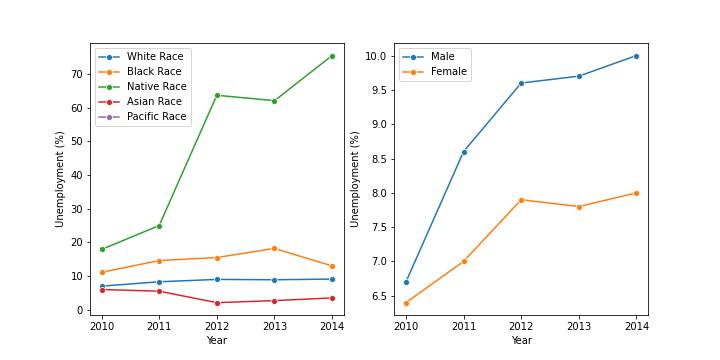 White Race
Black Race
Native Race
Asian Race
Pacific Race
70
60
50
40
30
20
10
0
Unemployment (%)
2010 2011 2012 2013 2014
Year
Male
Female
10.0
9.5
9.0
8.5
8.0
7.5
7.0
6.5
Unemployment (%)
2010 2011 2012 2013 2014
Year